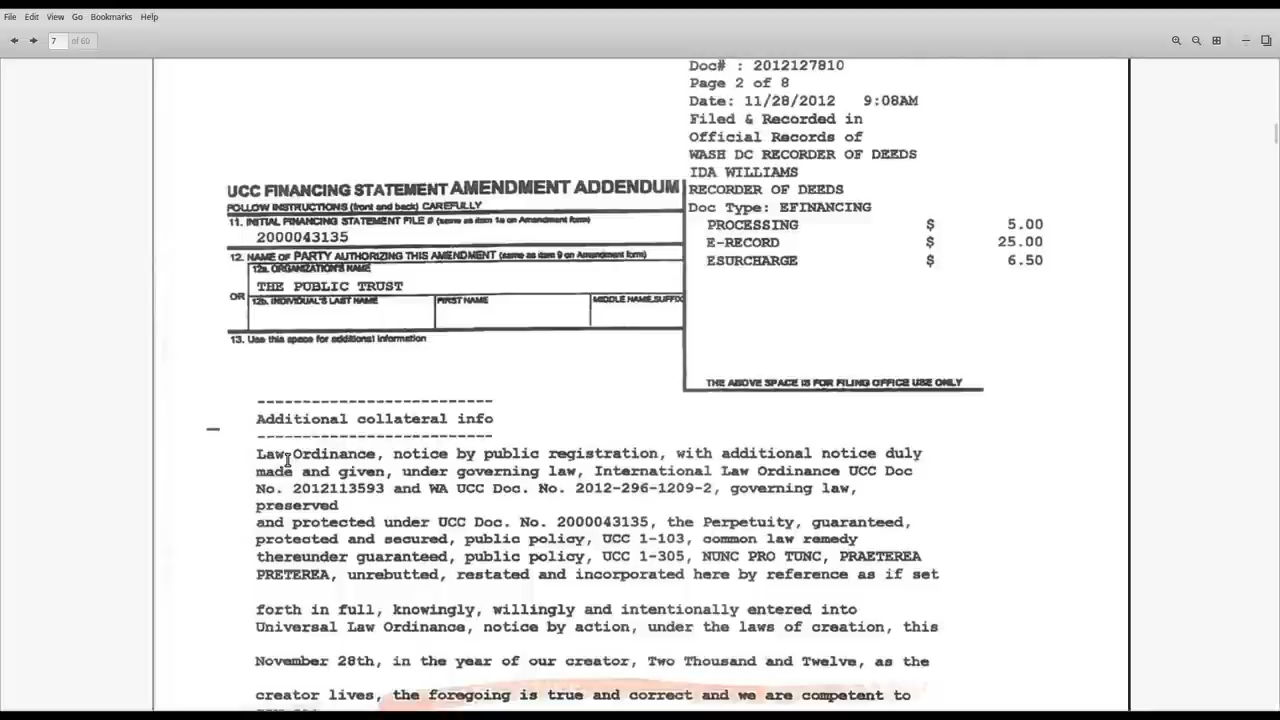 File Edit View Go Bookmarks Help
7 of 60
Doc# : 2012127810
Page 2 of 8
Date: 11/28/2012 9:08AM
Filed & Recorded in
Official Records of
WASH DC RECORDER OF DEEDS
IDA WILLIAMS
RECORDER OF DEEDS
Doc Type: EFINANCING
PROCESSING $ 5.00
E-RECORD $ 25.00
ESURCHARGE $ 6.50
THE ABOVE SPACE IS FOR FILING OFFICE USE ONLY
UCC FINANCING STATEMENT AMENDMENT ADDENDUM
FOLLOW INSTRUCTIONS (front and back) CAREFULLY
11. INITIAL FINANCING STATEMENT FILE # (same as item 1a on Amendment form)
2000043135
12. NAME OF PARTY AUTHORIZING THIS AMENDMENT (same as item 9 on Amendment form)
12a. ORGANIZATION'S NAME
THE PUBLIC TRUST
OR
12b. INDIVIDUAL'S LAST NAME FIRST NAME MIDDLE NAME,SUFFIX
13. Use this space for additional information
--------------------------
Additional collateral info
--------------------------
Law Ordinance, notice by public registration, with additional notice duly
made and given, under governing law, International Law Ordinance UCC Doc
No. 2012113593 and WA UCC Doc. No. 2012-296-1209-2, governing law,
preserved
and protected under UCC Doc. No. 2000043135, the Perpetuity, guaranteed,
protected and secured, public policy, UCC 1-103, common law remedy
thereunder guaranteed, public policy, UCC 1-305, NUNC PRO TUNC, PRAETEREA
PRETEREA, unrebutted, restated and incorporated here by reference as if set
forth in full, knowingly, willingly and intentionally entered into
Universal Law Ordinance, notice by action, under the laws of creation, this
November 28th, in the year of our creator, Two Thousand and Twelve, as the
creator lives, the foregoing is true and correct and we are competent to